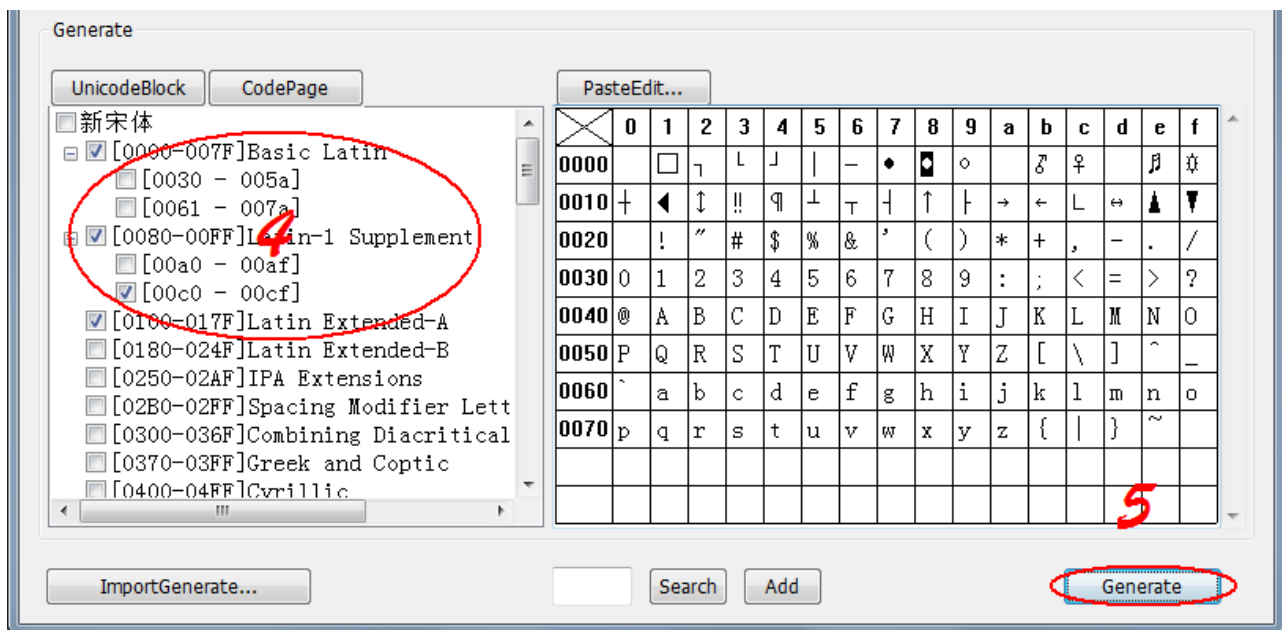 Generate
UnicodeBlock CodePage PasteEdit...
新宋体
[0000-007F]Basic Latin
[0030 - 005a]
[0061 - 007a]
[0080-00FF]Latin-1 Supplement
[00a0 - 00af]
[00c0 - 00cf]
[0100-017F]Latin Extended-A
[0180-024F]Latin Extended-B
[0250-02AF]IPA Extensions
[02B0-02FF]Spacing Modifier Lett
[0300-036F]Combining Diacritical
[0370-03FF]Greek and Coptic
[0400-04FF]Cyrillic
4
0 1 2 3 4 5 6 7 8 9 a b c d e f
0000 □ ┐ └ ┘ │ ─ • ◘ ○ ♂ ♀ ♬ ☼
0010 ┼ ◄ ↕ ‼ ¶ ┴ ┬ ┤ ↑ ├ → ← ∟ ↔ ▲ ▼
0020 ! " # $ % & ' ( ) * + , - . /
0030 0 1 2 3 4 5 6 7 8 9 : ; < = > ?
0040 @ A B C D E F G H I J K L M N O
0050 P Q R S T U V W X Y Z [ \ ] ^ _
0060 ` a b c d e f g h i j k l m n o
0070 p q r s t u v w x y z { | } ~
5
ImportGenerate... Search Add Generate